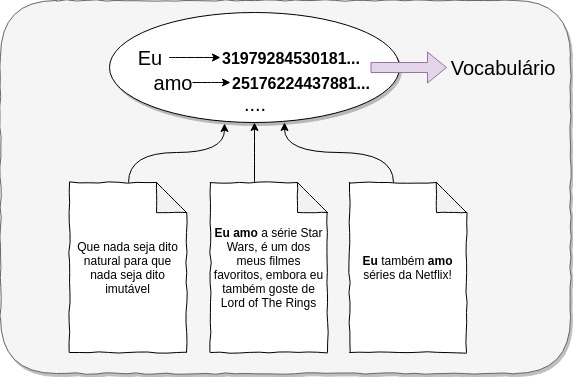 Eu 31979284530181...
amo 25176224437881...
....
Vocabulário
Que nada seja dito
natural para que
nada seja dito
imutável
Eu amo a série Star
Wars, é um dos
meus filmes
favoritos, embora eu
também goste de
Lord of The Rings
Eu também amo
séries da Netflix!